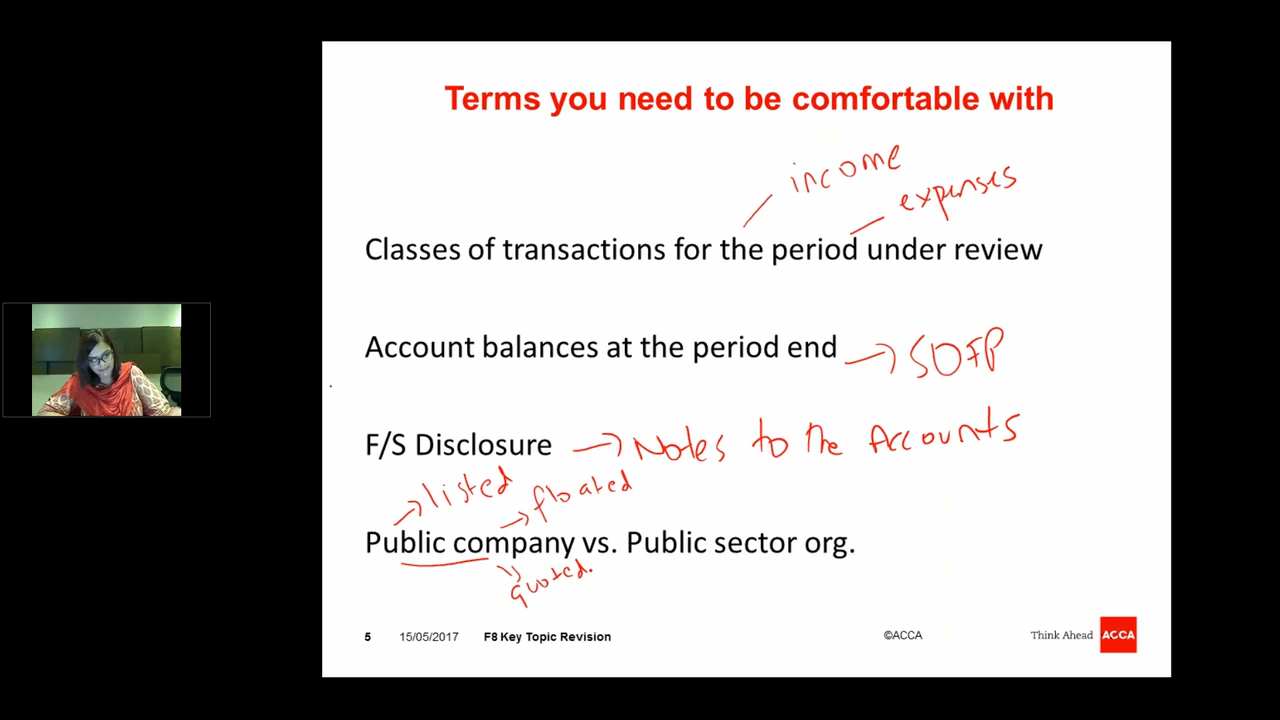 Terms you need to be comfortable with
income
expenses
Classes of transactions for the period under review
Account balances at the period end → SOFP
F/S Disclosure → Notes to the Accounts
→ listed → floated
Public company vs. Public sector org.
quoted.
5 15/05/2017 F8 Key Topic Revision ©ACCA Think Ahead ACCA